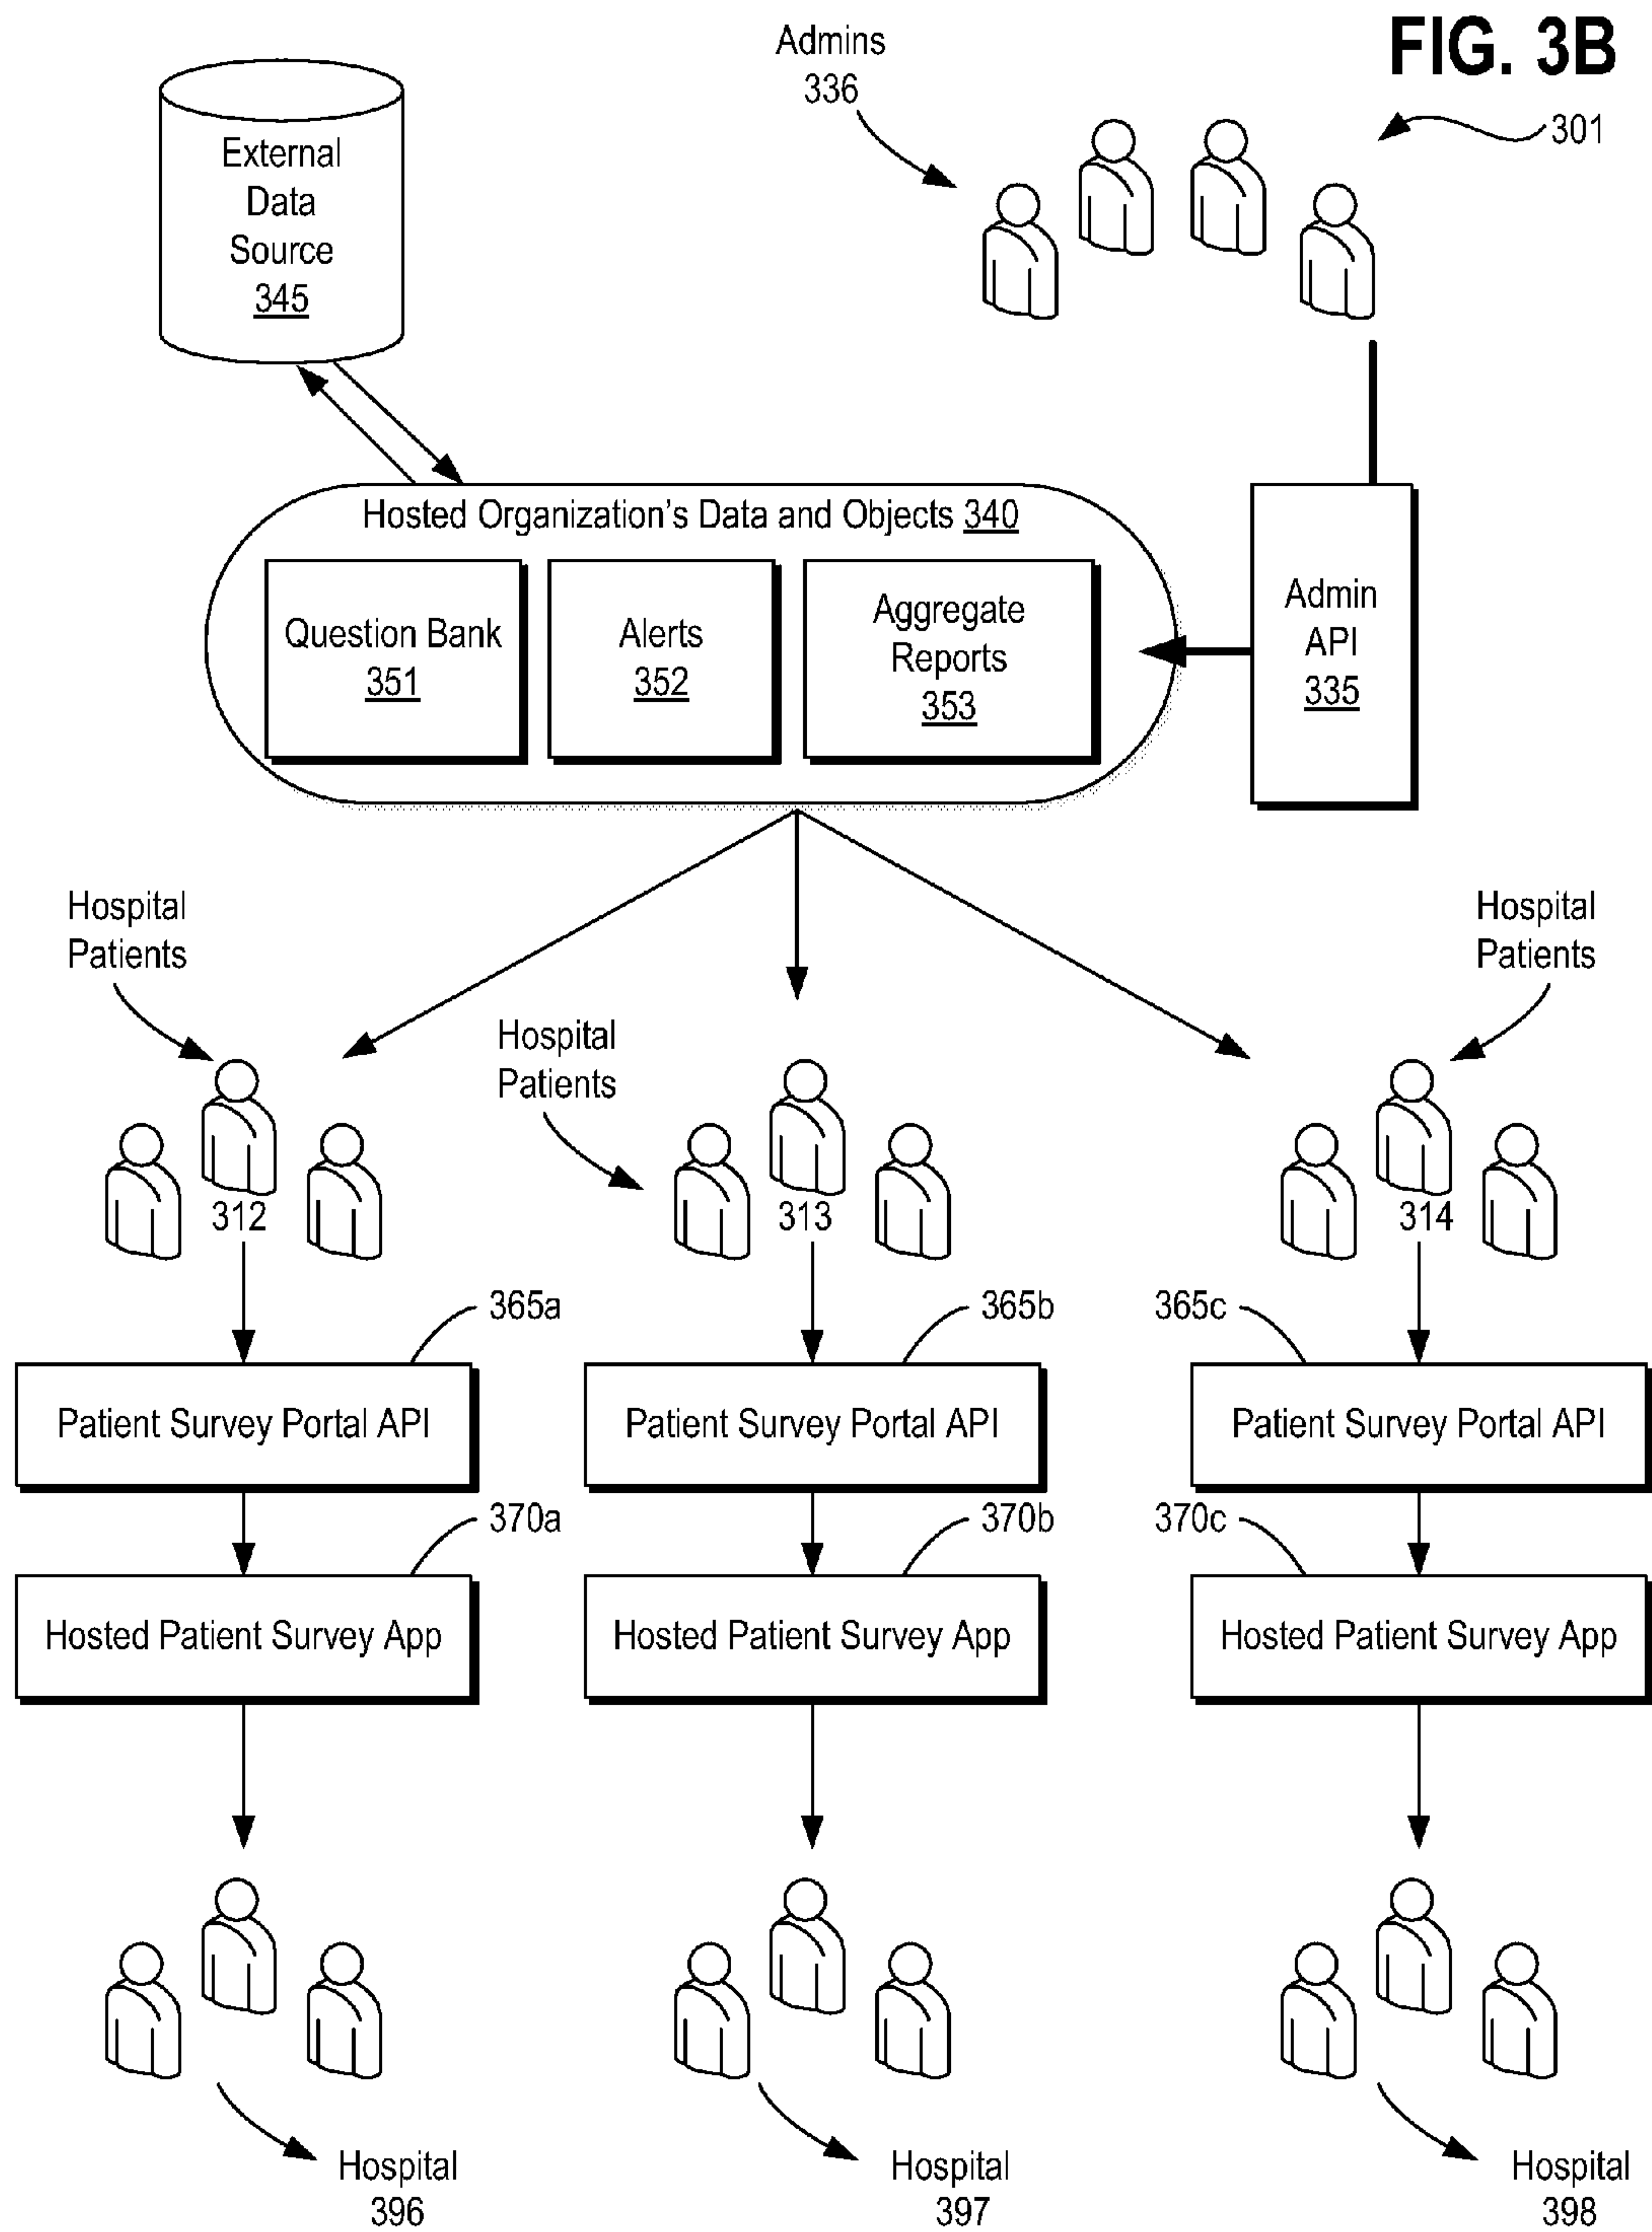 FIG. 3B
Admins
336
301
External
Data
Source
345
Hosted Organization's Data and Objects 340
Question Bank
351
Alerts
352
Aggregate
Reports
353
Admin
API
335
Hospital
Patients
Hospital
Patients
Hospital
Patients
312
313
314
365a
365b
365c
Patient Survey Portal API
Patient Survey Portal API
Patient Survey Portal API
370a
370b
370c
Hosted Patient Survey App
Hosted Patient Survey App
Hosted Patient Survey App
Hospital
396
Hospital
397
Hospital
398